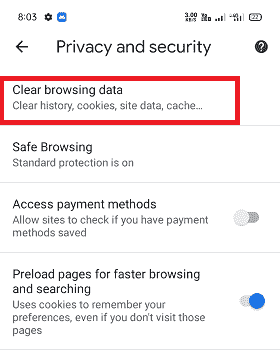 8:03
3.00
KB/S
4G
22
Privacy and security
Clear browsing data
Clear history, cookies, site data, cache...
Safe Browsing
Standard protection is on
Access payment methods
Allow sites to check if you have payment
methods saved
Preload pages for faster browsing
and searching
Uses cookies to remember your
preferences, even if you don't visit those
pages